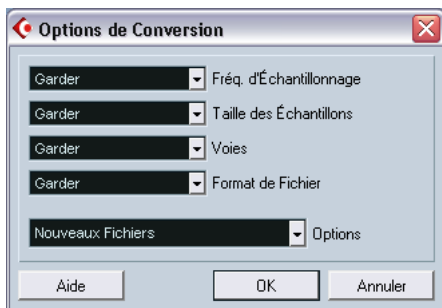 Options de Conversion
Garder Fréq. d'Échantillonnage
Garder Taille des Échantillons
Garder Voies
Garder Format de Fichier
Nouveaux Fichiers Options
Aide OK Annuler